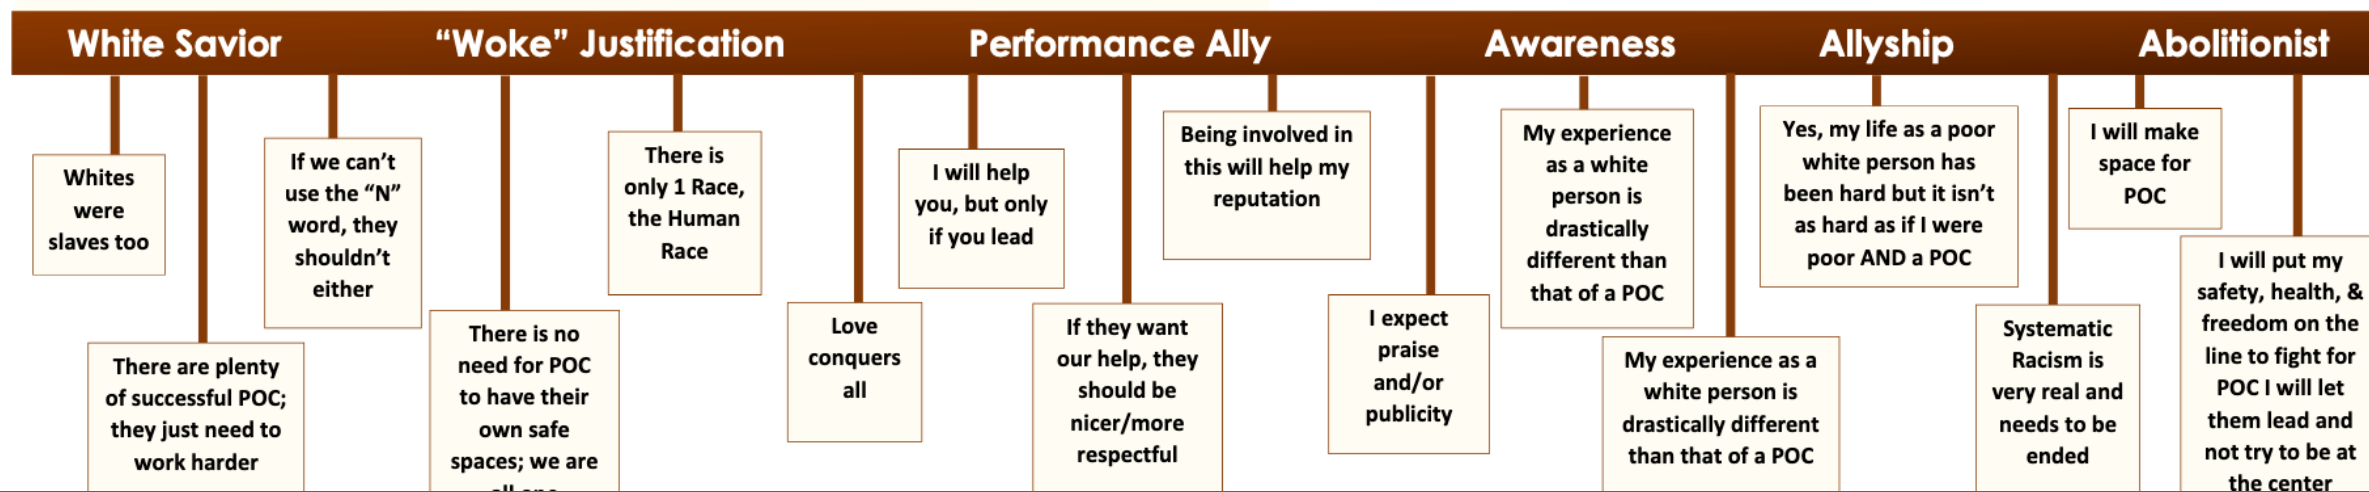 White Savior
“Woke” Justification
Performance Ally
Awareness
Allyship
Abolitionist
Whites
were
slaves too
There are plenty
of successful POC;
they just need to
work harder
If we can’t
use the “N”
word, they
shouldn’t
either
There is no
need for POC
to have their
own safe
spaces; we are
all one
There is
only 1 Race,
the Human
Race
Love
conquers
all
I will help
you, but only
if you lead
If they want
our help, they
should be
nicer/more
respectful
Being involved in
this will help my
reputation
I expect
praise
and/or
publicity
My experience
as a white
person is
drastically
different than
that of a POC
My experience as a
white person is
drastically different
than that of a POC
Yes, my life as a poor
white person has
been hard but it isn’t
as hard as if I were
poor AND a POC
Systematic
Racism is
very real and
needs to be
ended
I will make
space for
POC
I will put my
safety, health, &
freedom on the
line to fight for
POC I will let
them lead and
not try to be at
the center